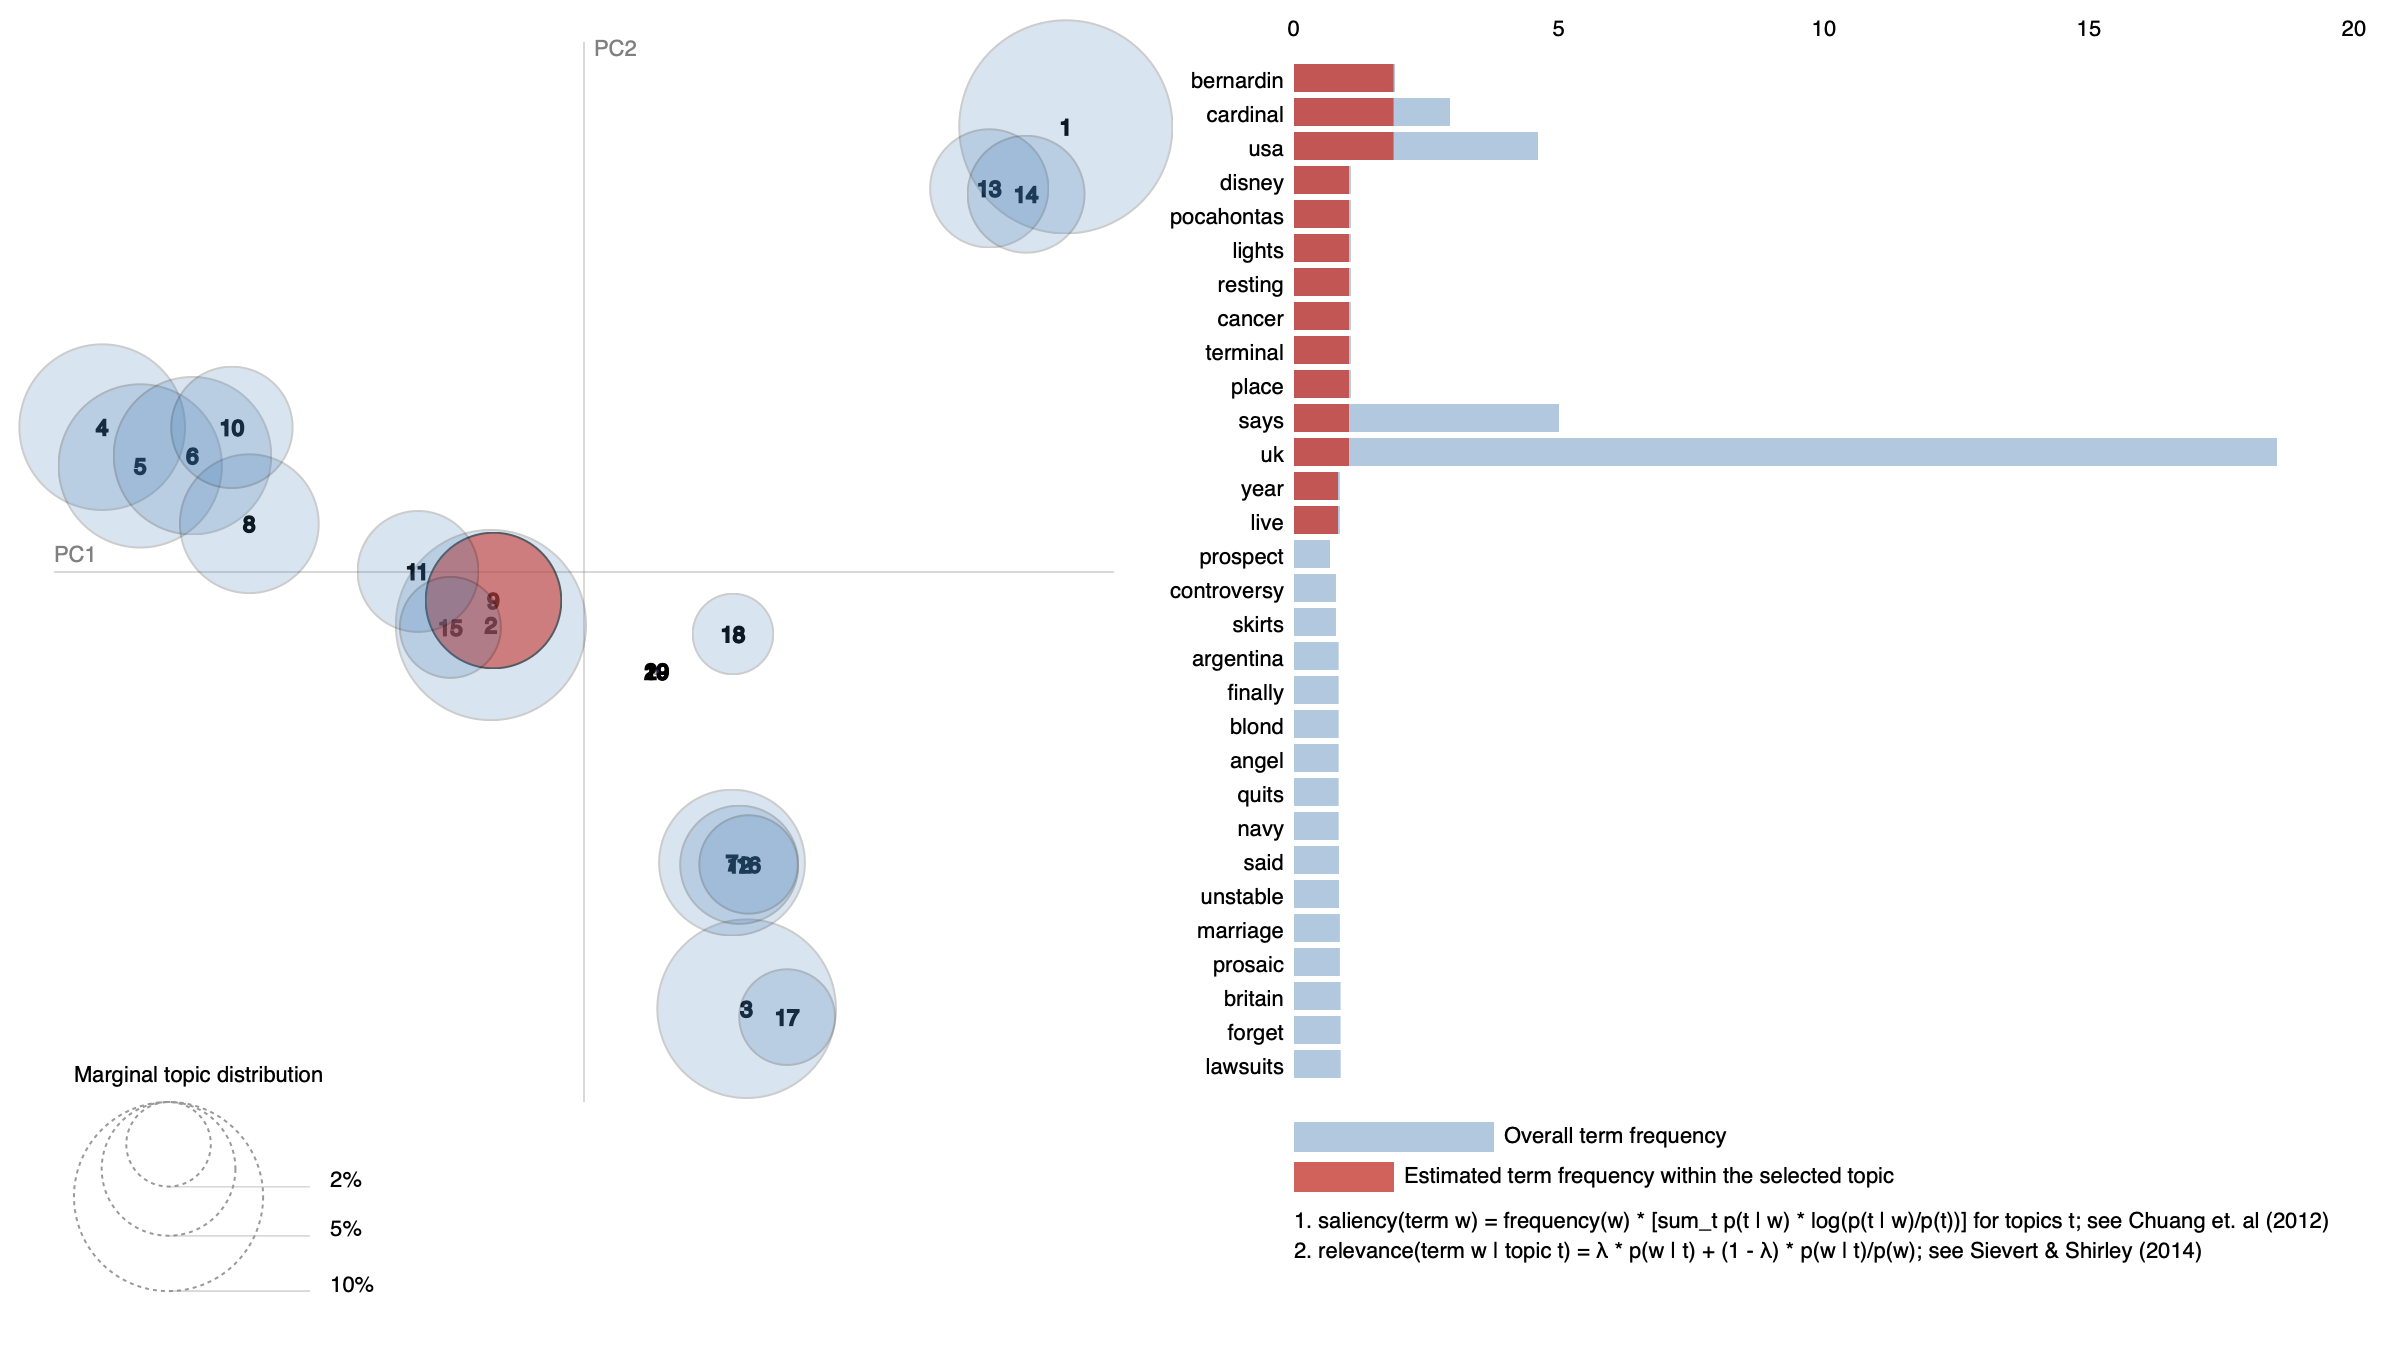 PC2
1
13
14
4
10
5
6
8
PC1
11
9
15
2
18
3
17
Marginal topic distribution
2%
5%
10%
0 5 10 15 20
bernardin
cardinal
usa
disney
pocahontas
lights
resting
cancer
terminal
place
says
uk
year
live
prospect
controversy
skirts
argentina
finally
blond
angel
quits
navy
said
unstable
marriage
prosaic
britain
forget
lawsuits
Overall term frequency
Estimated term frequency within the selected topic
1. saliency(term w) = frequency(w) * [sum_t p(t | w) * log(p(t | w)/p(t))] for topics t; see Chuang et. al (2012)
2. relevance(term w | topic t) = λ * p(w | t) + (1 - λ) * p(w | t)/p(w); see Sievert & Shirley (2014)